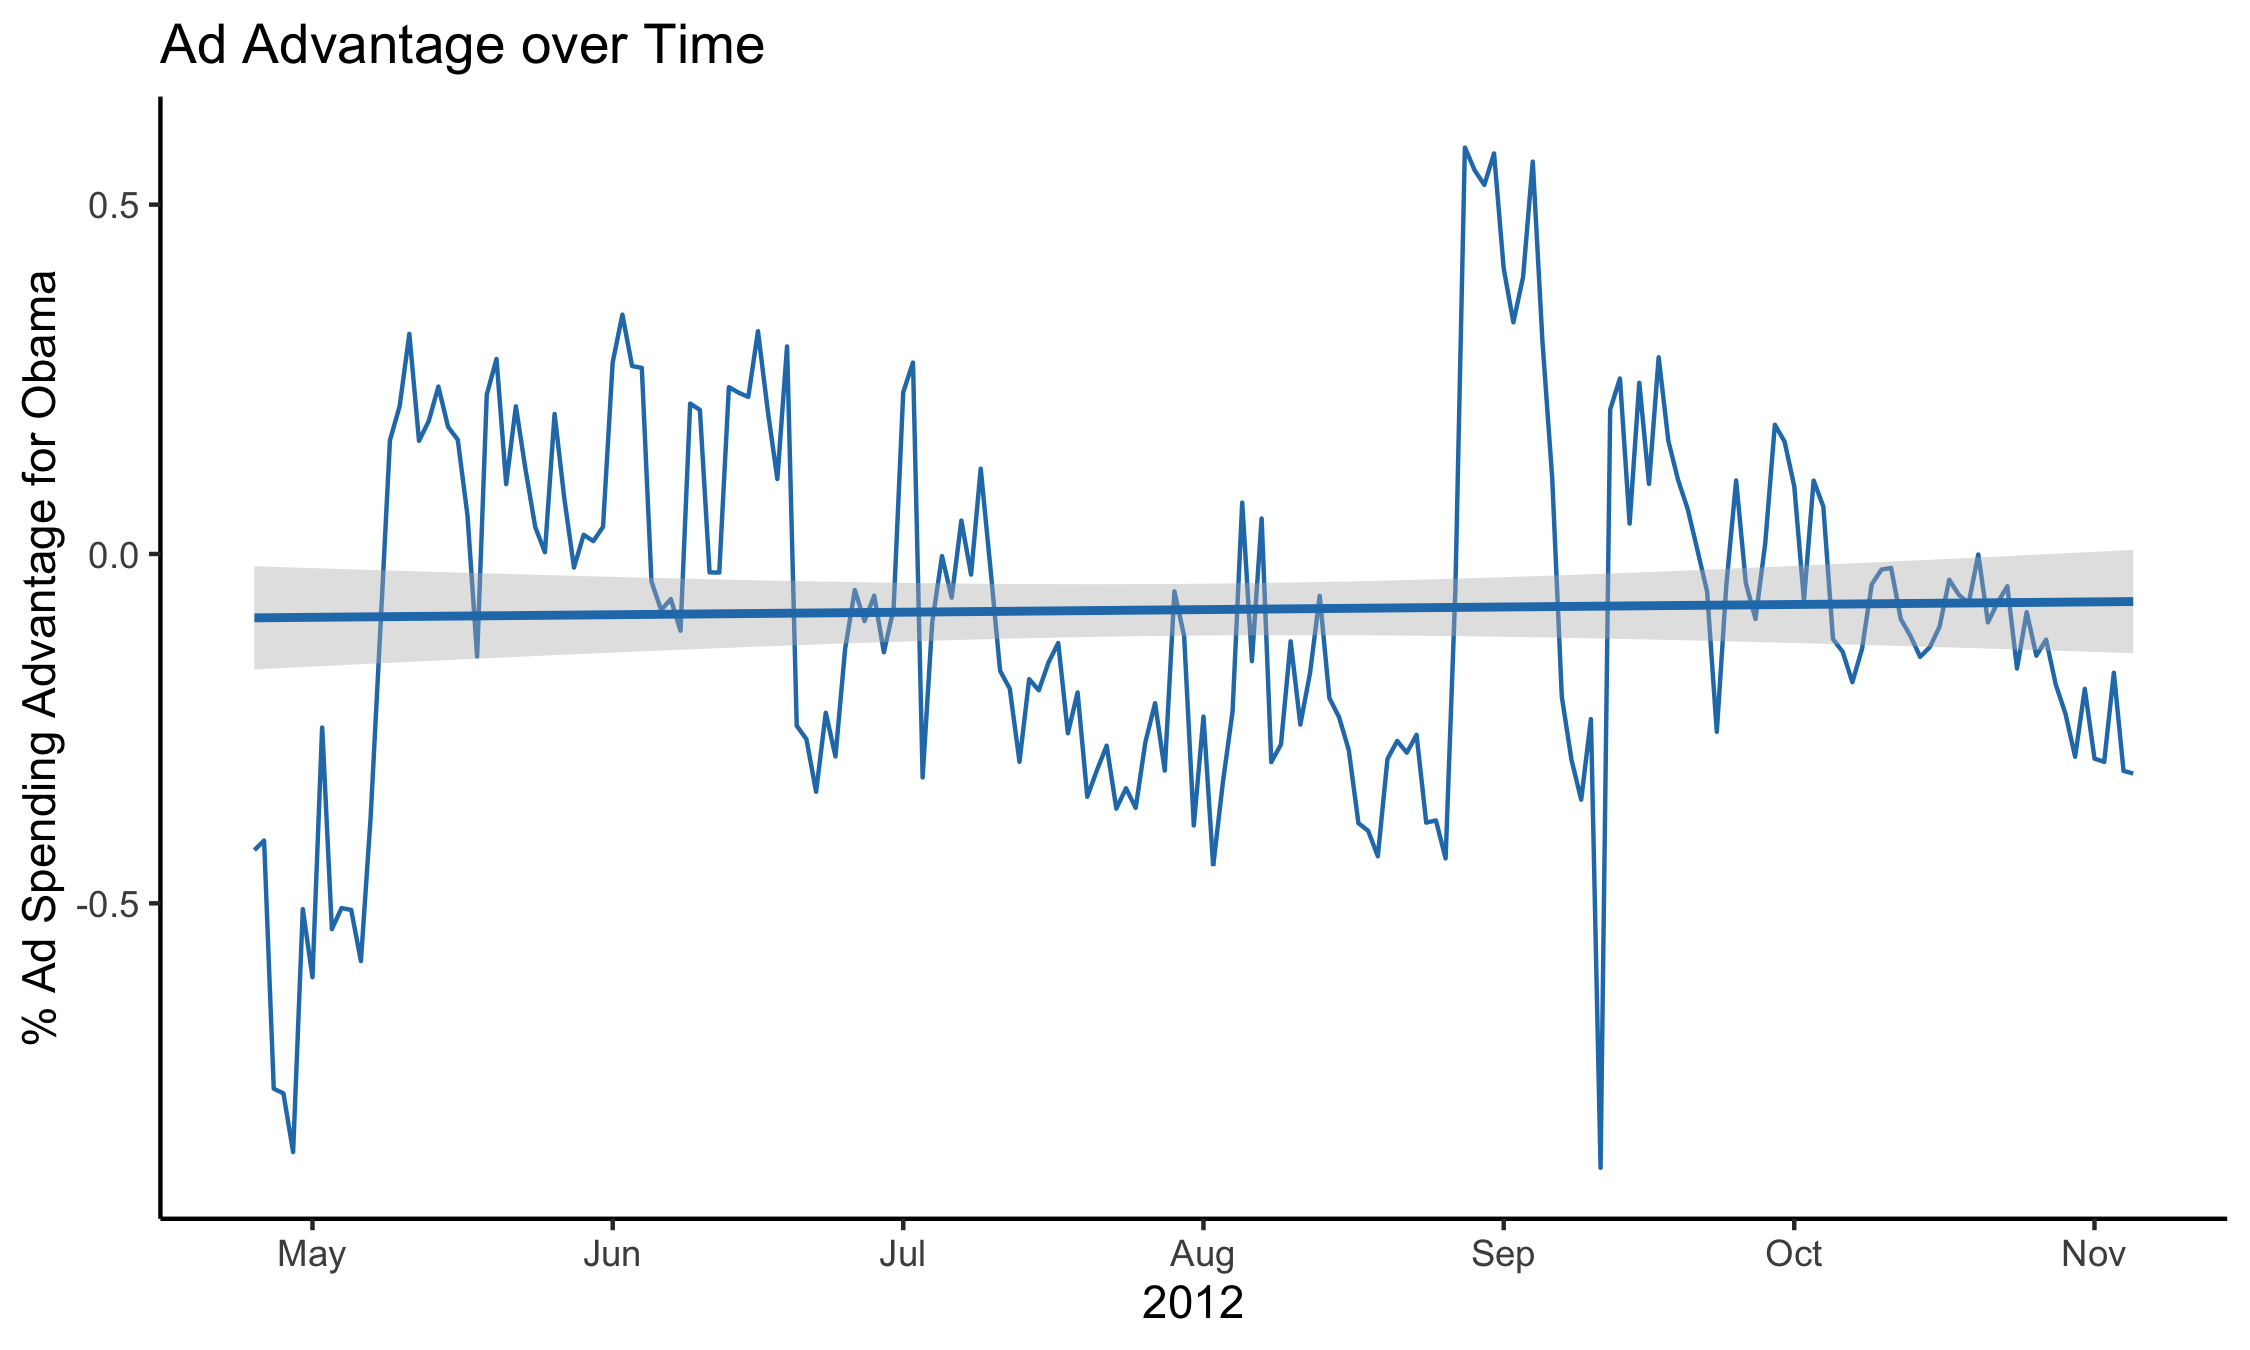 Ad Advantage over Time
% Ad Spending Advantage for Obama
0.5
0.0
-0.5
May Jun Jul Aug Sep Oct Nov
2012